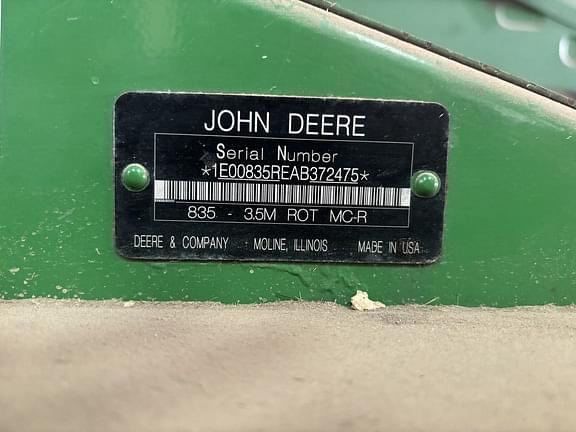 JOHN DEERE
Serial Number
*1E00835REAB372475*
835 - 3.5M ROT MC-R
DEERE & COMPANY MOLINE, ILLINOIS MADE IN USA